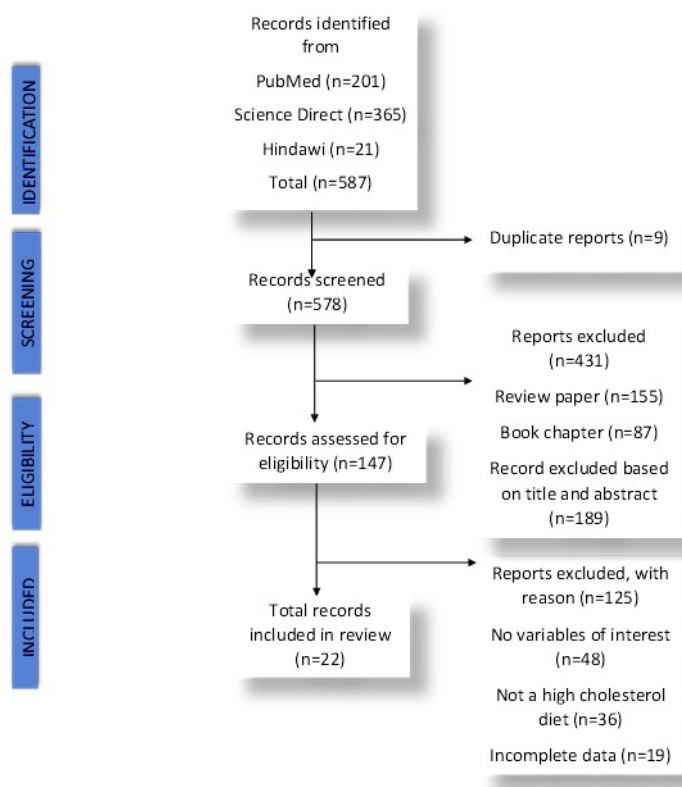 IDENTIFICATION
Records identified
from
PubMed (n=201)
Science Direct (n=365)
Hindawi (n=21)
Total (n=587)
Duplicate reports (n=9)
SCREENING
Records screened
(n=578)
Reports excluded
(n=431)
Review paper (n=155)
Book chapter (n=87)
Record excluded based
on title and abstract
(n=189)
ELIGIBILITY
Records assessed for
eligibility (n=147)
INCLUDED
Total records
included in review
(n=22)
Reports excluded, with
reason (n=125)
No variables of interest
(n=48)
Not a high cholesterol
diet (n=36)
Incomplete data (n=19)